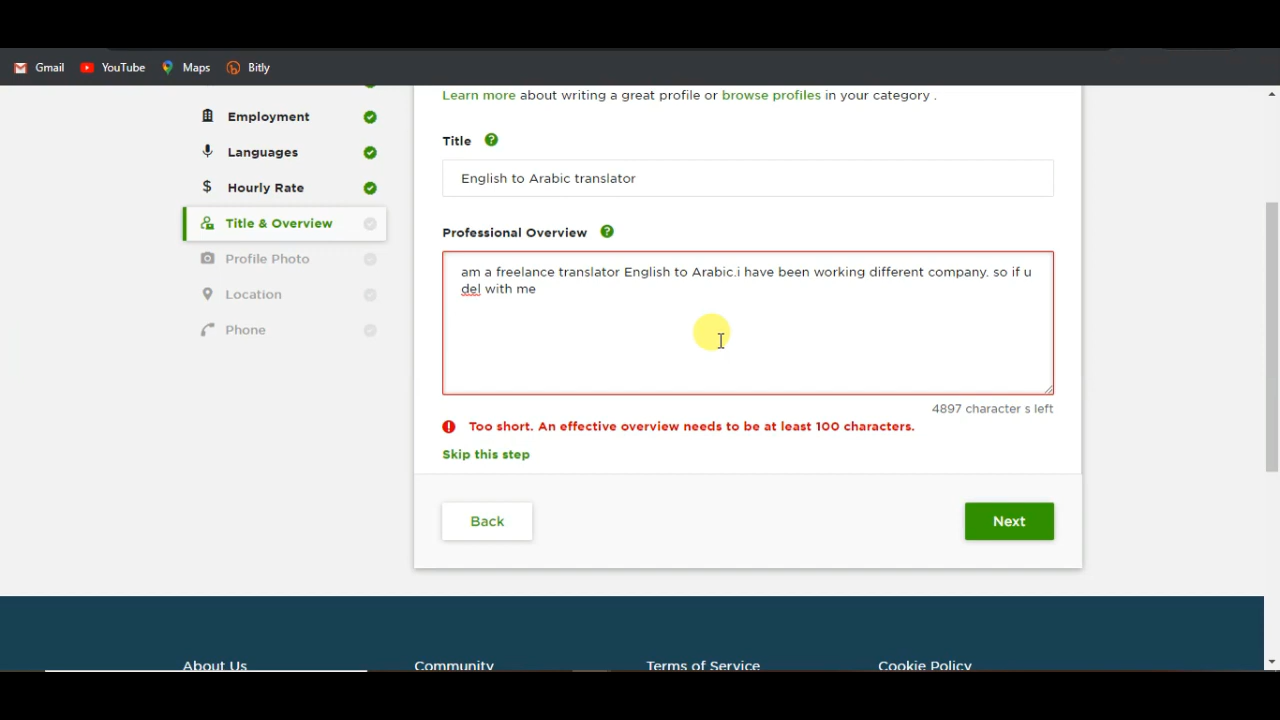 Gmail YouTube Maps Bitly
Learn more about writing a great profile or browse profiles in your category .
Employment
Languages
Hourly Rate
Title & Overview
Profile Photo
Location
Phone
Title
English to Arabic translator
Professional Overview
am a freelance translator English to Arabic.i have been working different company. so if u
del with me
4897 character s left
Too short. An effective overview needs to be at least 100 characters.
Skip this step
Back Next
About Us Community Terms of Service Cookie Policy